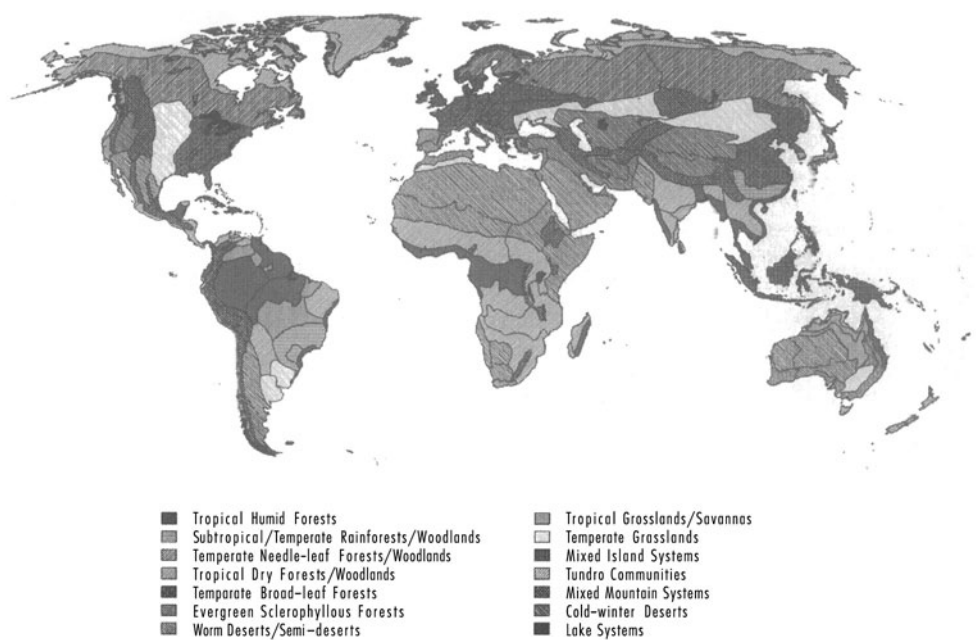 Tropical Humid Forests
Subtropical/Temperate Rainforests/Woodlands
Temperate Needle-leaf Forests/Woodlands
Tropical Dry Forests/Woodlands
Temparate Broad-leaf Forests
Evergreen Sclerophyllous Forests
Worm Deserts/Semi-deserts
Tropical Grosslands/Savannas
Temperate Grasslands
Mixed Island Systems
Tundro Communities
Mixed Mountain Systems
Cold-winter Deserts
Lake Systems